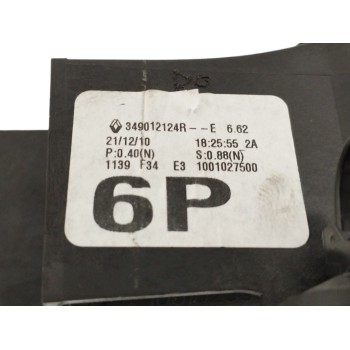 349012124R--E 6.62
21/12/10 18:25:55 2A
P:0.40(N) S:0.88(N)
1139 F34 E3 1001027500
6P